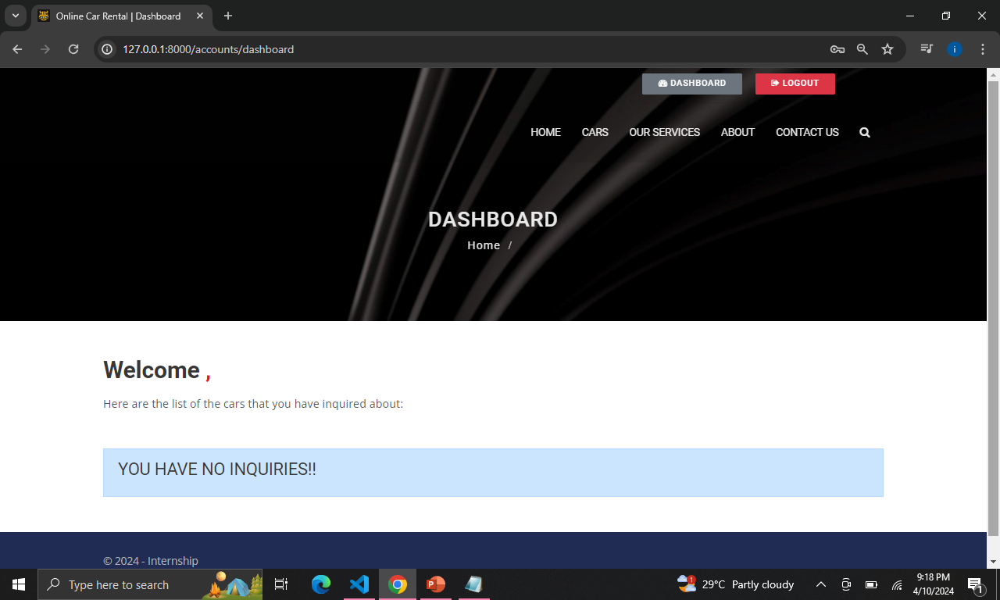 Online Car Rental | Dashboard
127.0.0.1:8000/accounts/dashboard
i
DASHBOARD
LOGOUT
HOME
CARS
OUR SERVICES
ABOUT
CONTACT US
DASHBOARD
Home /
Welcome ,
Here are the list of the cars that you have inquired about:
YOU HAVE NO INQUIRIES!!
© 2024 - Internship
Type here to search
1
29°C Partly cloudy
9:18 PM
4/10/2024
1